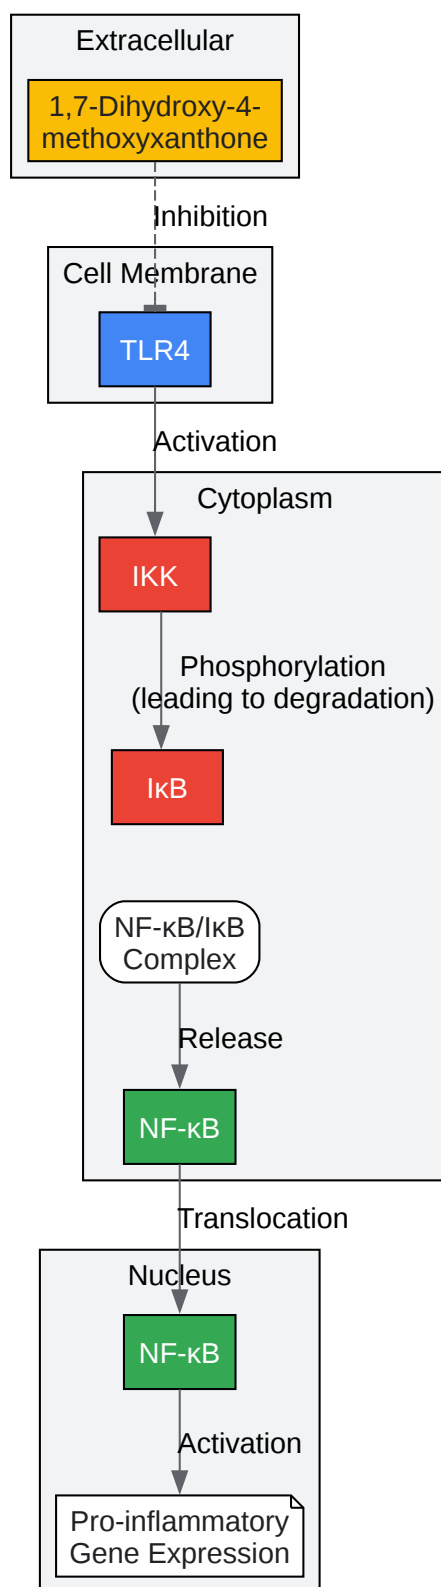 Extracellular
1,7-Dihydroxy-4-
methoxyxanthone
Inhibition
Cell Membrane
TLR4
Activation
Cytoplasm
IKK
Phosphorylation
(leading to degradation)
IκB
NF-κB/IκB
Complex
Release
NF-κB
Translocation
Nucleus
NF-κB
Activation
Pro-inflammatory
Gene Expression